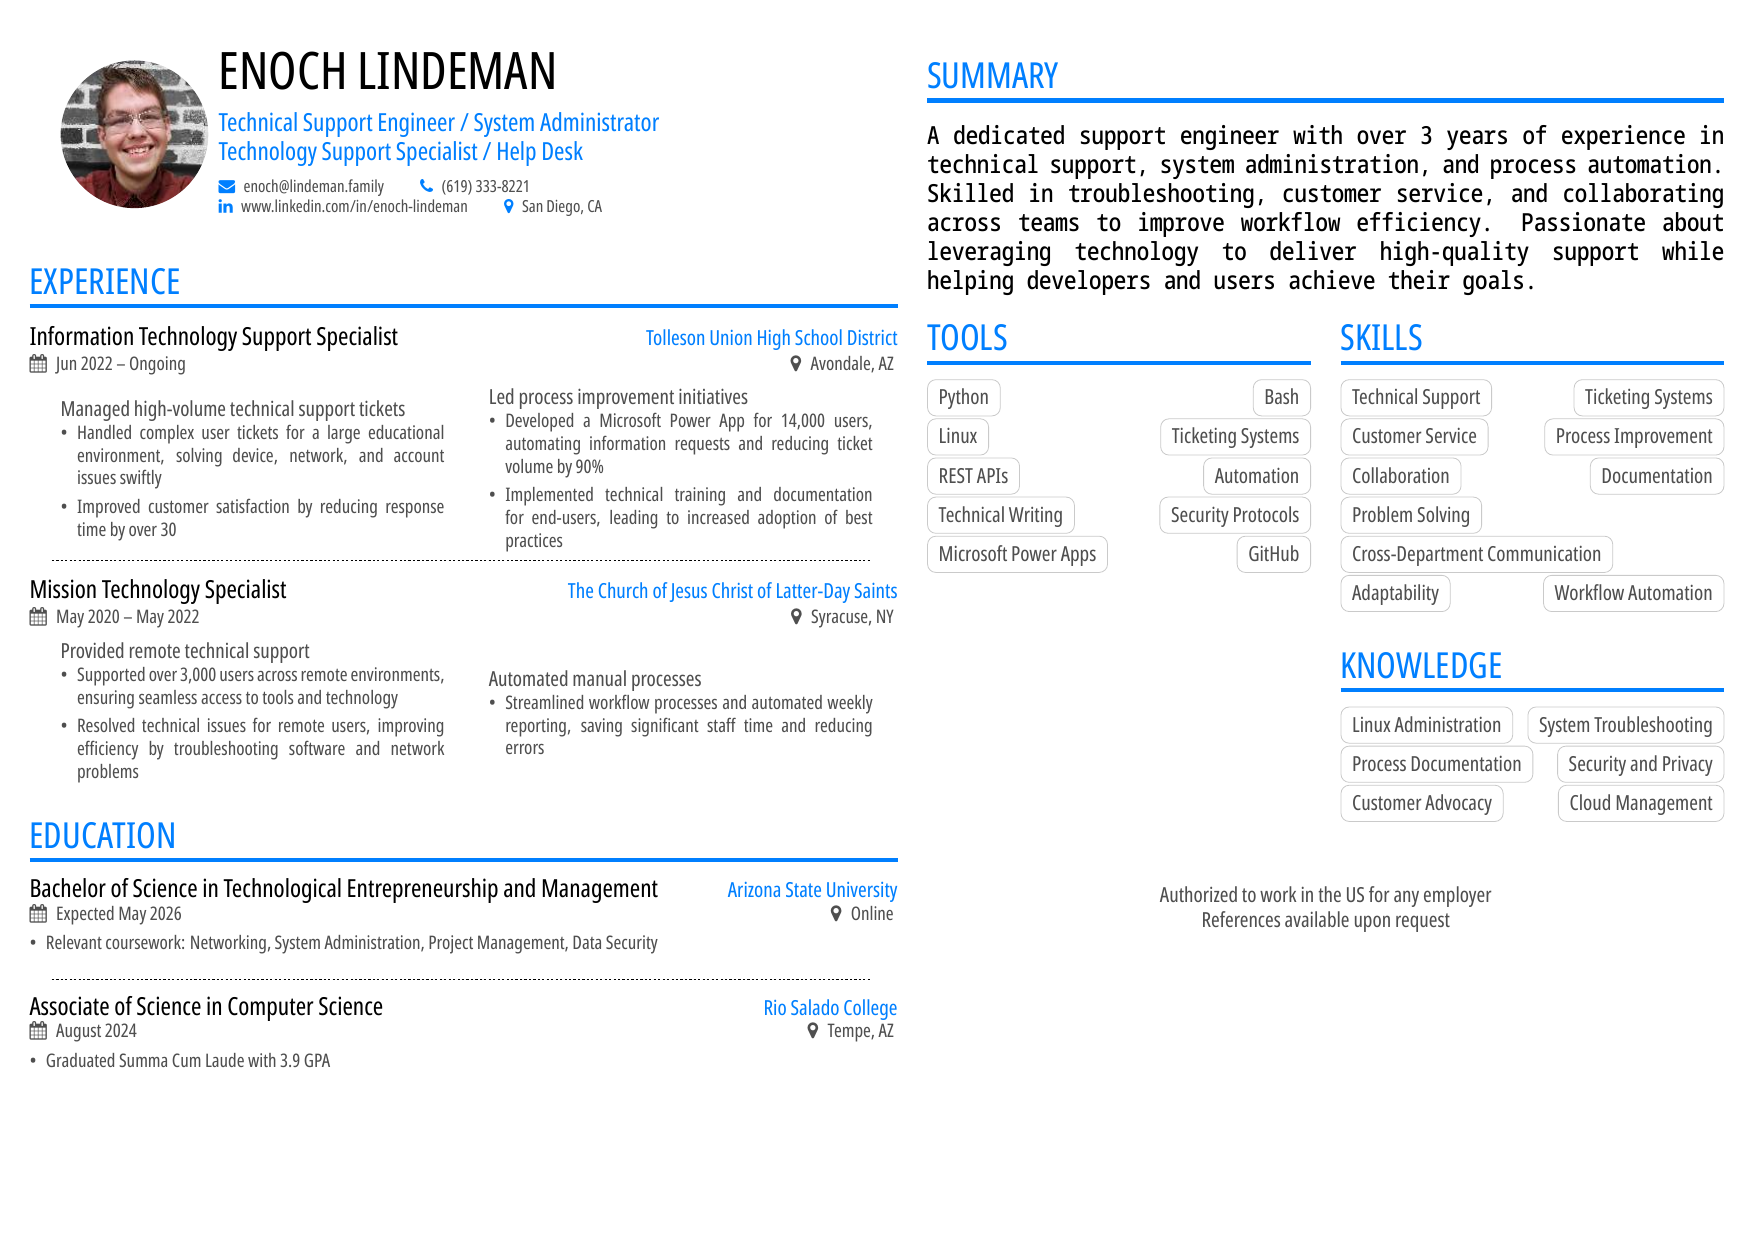 ENOCH LINDEMAN
Technical Support Engineer / System Administrator
Technology Support Specialist / Help Desk
enoch@lindeman.family (619) 333-8221
www.linkedin.com/in/enoch-lindeman San Diego, CA
EXPERIENCE
Information Technology Support Specialist Tolleson Union High School District
Jun 2022 – Ongoing Avondale, AZ
Managed high-volume technical support tickets
• Handled complex user tickets for a large educational
environment, solving device, network, and account
issues swiftly
• Improved customer satisfaction by reducing response
time by over 30
Led process improvement initiatives
• Developed a Microsoft Power App for 14,000 users,
automating information requests and reducing ticket
volume by 90%
• Implemented technical training and documentation
for end-users, leading to increased adoption of best
practices
Mission Technology Specialist The Church of Jesus Christ of Latter-Day Saints
May 2020 – May 2022 Syracuse, NY
Provided remote technical support
• Supported over 3,000 users across remote environments,
ensuring seamless access to tools and technology
• Resolved technical issues for remote users, improving
efficiency by troubleshooting software and network
problems
Automated manual processes
• Streamlined workflow processes and automated weekly
reporting, saving significant staff time and reducing
errors
EDUCATION
Bachelor of Science in Technological Entrepreneurship and Management Arizona State University
Expected May 2026 Online
• Relevant coursework: Networking, System Administration, Project Management, Data Security
Associate of Science in Computer Science Rio Salado College
August 2024 Tempe, AZ
• Graduated Summa Cum Laude with 3.9 GPA
SUMMARY
A dedicated support engineer with over 3 years of experience in
technical support, system administration, and process automation.
Skilled in troubleshooting, customer service, and collaborating
across teams to improve workflow efficiency. Passionate about
leveraging technology to deliver high-quality support while
helping developers and users achieve their goals.
TOOLS
Python Bash
Linux Ticketing Systems
REST APIs Automation
Technical Writing Security Protocols
Microsoft Power Apps GitHub
SKILLS
Technical Support Ticketing Systems
Customer Service Process Improvement
Collaboration Documentation
Problem Solving
Cross-Department Communication
Adaptability Workflow Automation
KNOWLEDGE
Linux Administration System Troubleshooting
Process Documentation Security and Privacy
Customer Advocacy Cloud Management
Authorized to work in the US for any employer
References available upon request